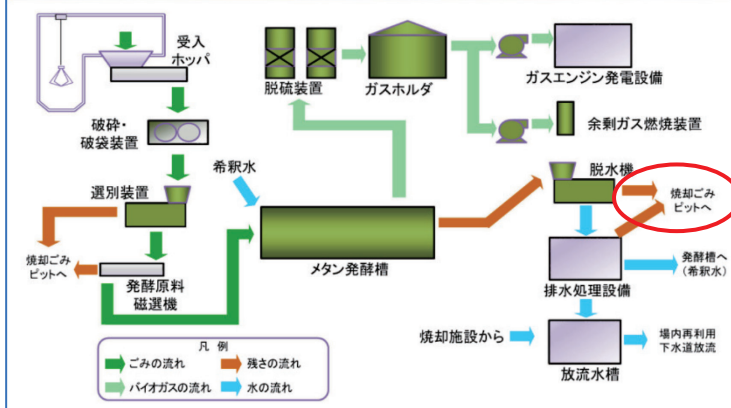 受入
ホッパ
破砕・
破袋装置
選別装置
焼却ごみ
ピットへ
発酵原料
磁選機
希釈水
メタン発酵槽
脱硫装置
ガスホルダ
ガスエンジン発電設備
余剰ガス燃焼装置
脱水機
焼却ごみ
ピットへ
排水処理設備
発酵槽へ
(希釈水)
焼却施設から
放流水槽
場内再利用
下水道放流
凡 例
ごみの流れ
残さの流れ
バイオガスの流れ
水の流れ